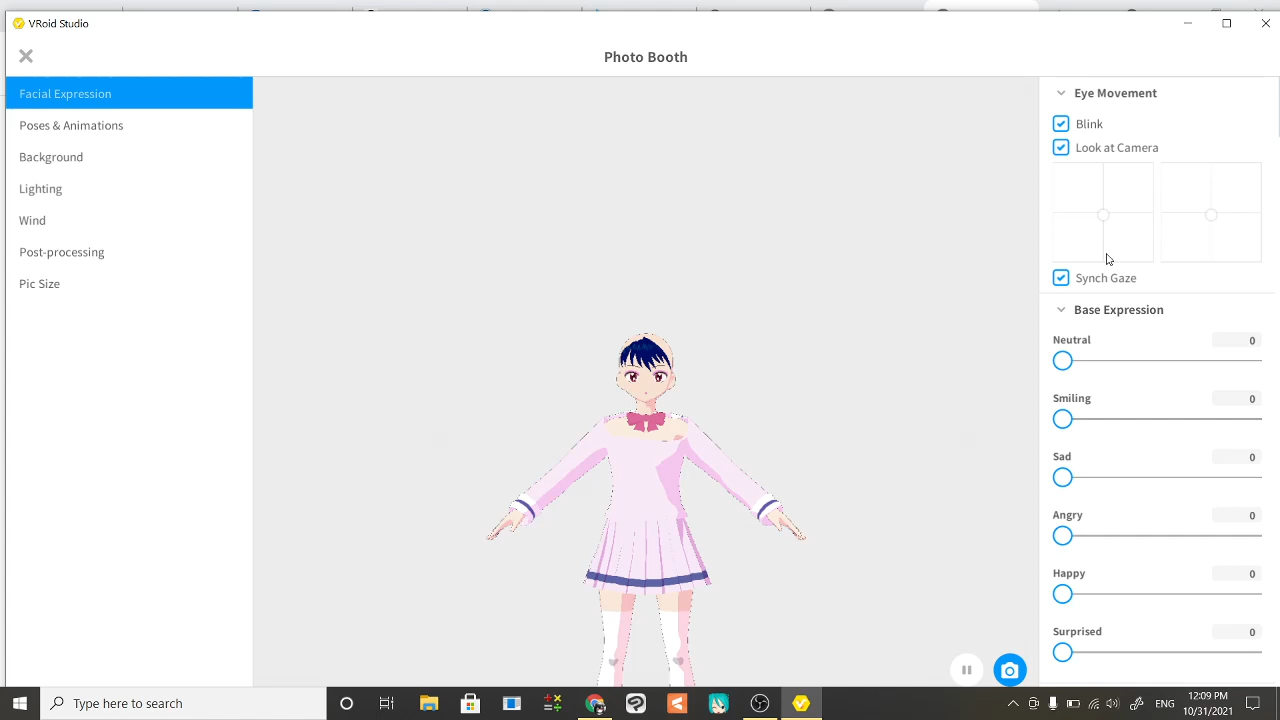 VRoid Studio
Photo Booth
Facial Expression
Poses & Animations
Background
Lighting
Wind
Post-processing
Pic Size
Eye Movement
Blink
Look at Camera
Synch Gaze
Base Expression
Neutral 0
Smiling 0
Sad 0
Angry 0
Happy 0
Surprised 0
Type here to search
ENG
12:09 PM
10/31/2021